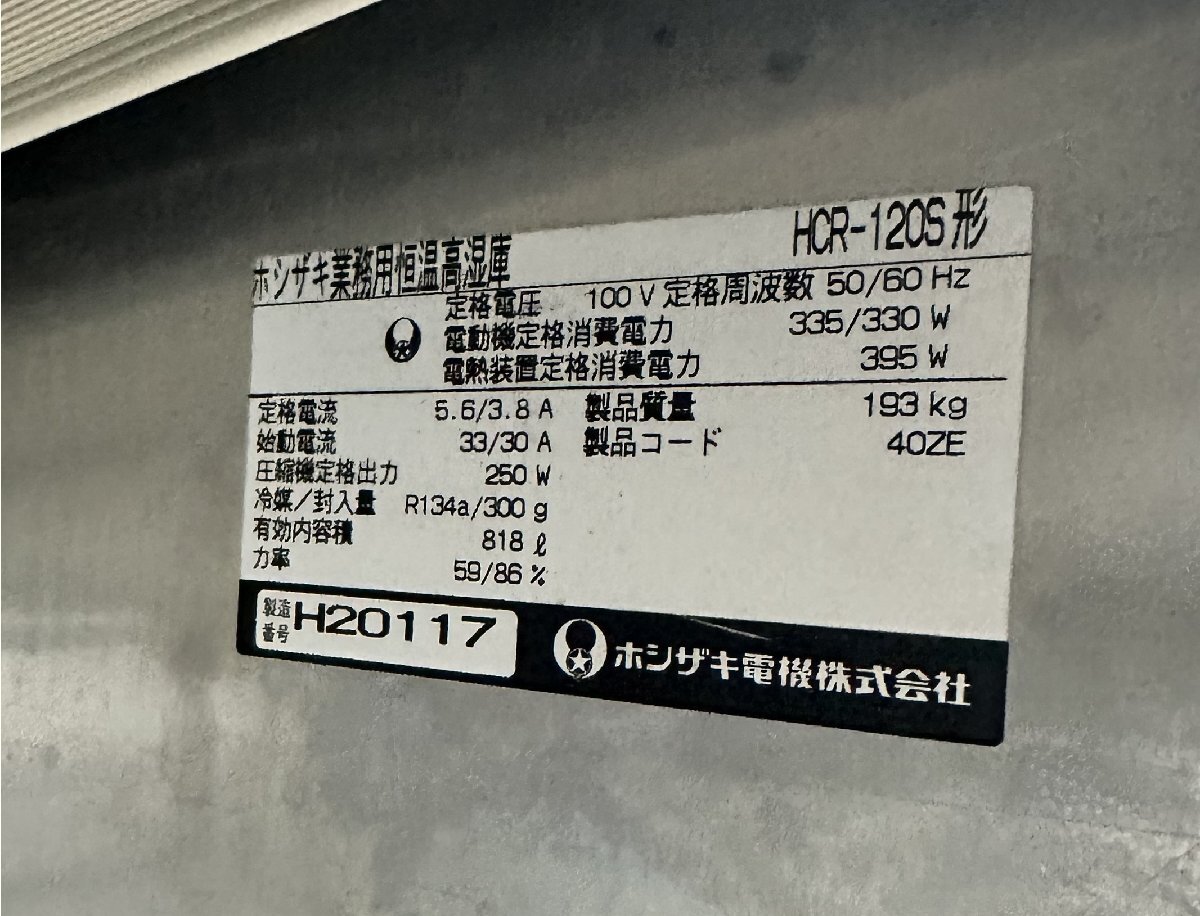 ホシザキ業務用恒温高湿庫 HCR-120S形
定格電圧 100 V 定格周波数 50/60 Hz
電動機定格消費電力 335/330 W
電熱装置定格消費電力 395 W
定格電流 5.6/3.8 A 製品質量 193 kg
始動電流 33/30 A 製品コード 40ZE
圧縮機定格出力 250 W
冷媒/封入量 R134a/300 g
有効内容積 818 ℓ
力率 59/86 %
製造番号 H20117 ホシザキ電機株式会社